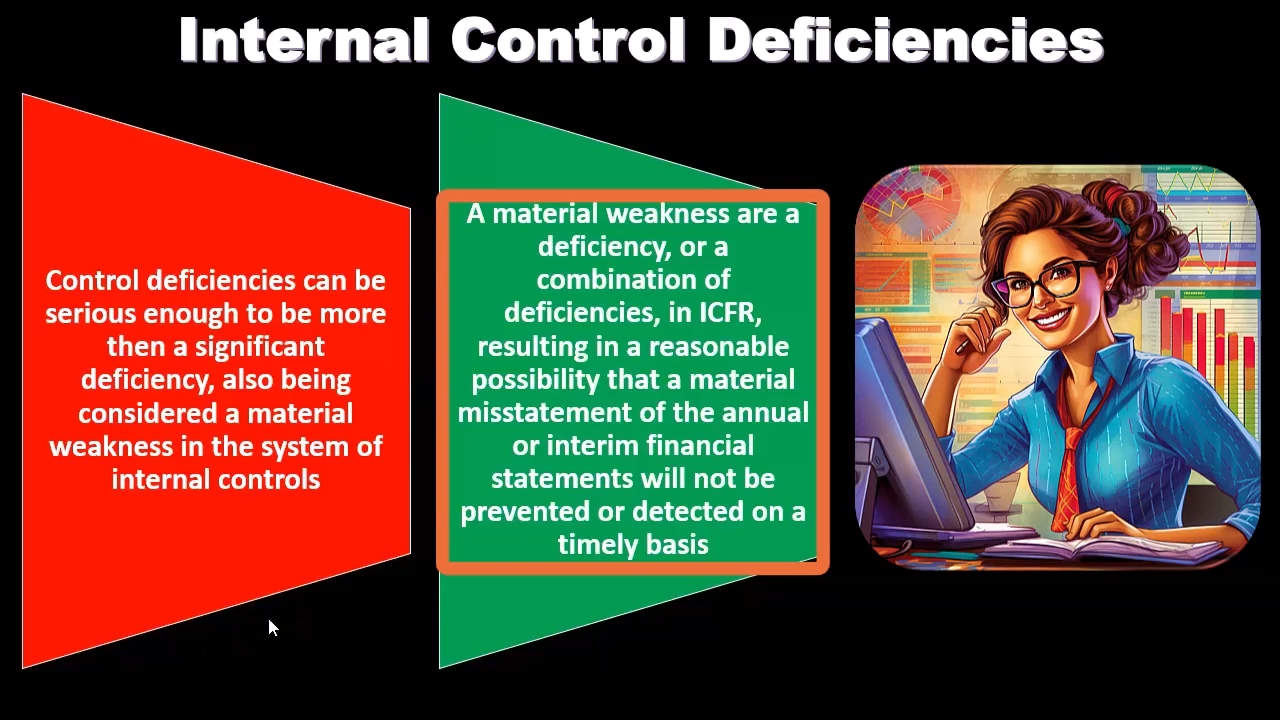 Internal Control Deficiencies
Control deficiencies can be
serious enough to be more
then a significant
deficiency, also being
considered a material
weakness in the system of
internal controls
A material weakness are a
deficiency, or a
combination of
deficiencies, in ICFR,
resulting in a reasonable
possibility that a material
misstatement of the annual
or interim financial
statements will not be
prevented or detected on a
timely basis